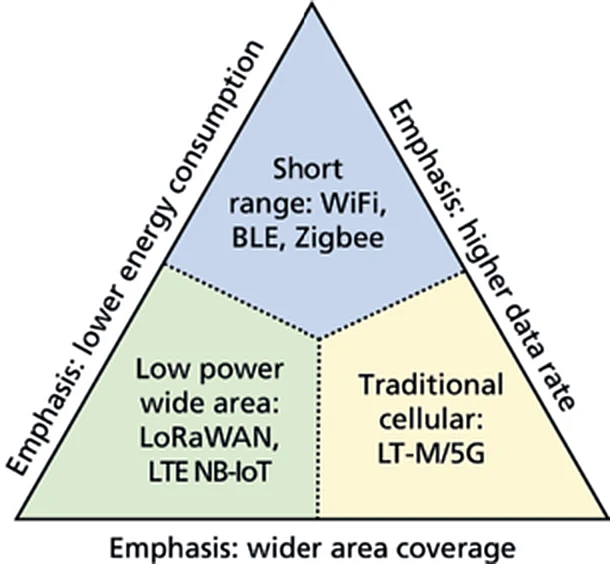 Emphasis: lower energy consumption
Emphasis: higher data rate
Short
range: WiFi,
BLE, Zigbee
Low power
wide area:
LoRaWAN,
LTE NB-IoT
Traditional
cellular:
LT-M/5G
Emphasis: wider area coverage